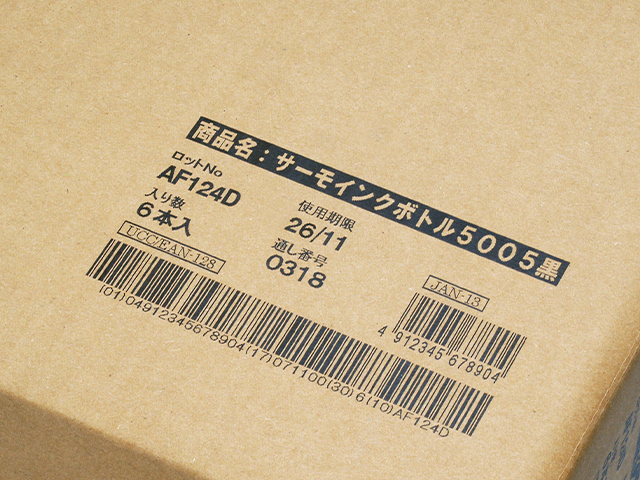 商品名：サーモインクボトル５００５黒
ロットNo
AF124D
使用期限
26/11
入り数
6本入
通し番号
0318
UCC/EAN-128
(01)04912345678904(17)071100(30)6(10)AF124D
JAN-13
4 912345 678904